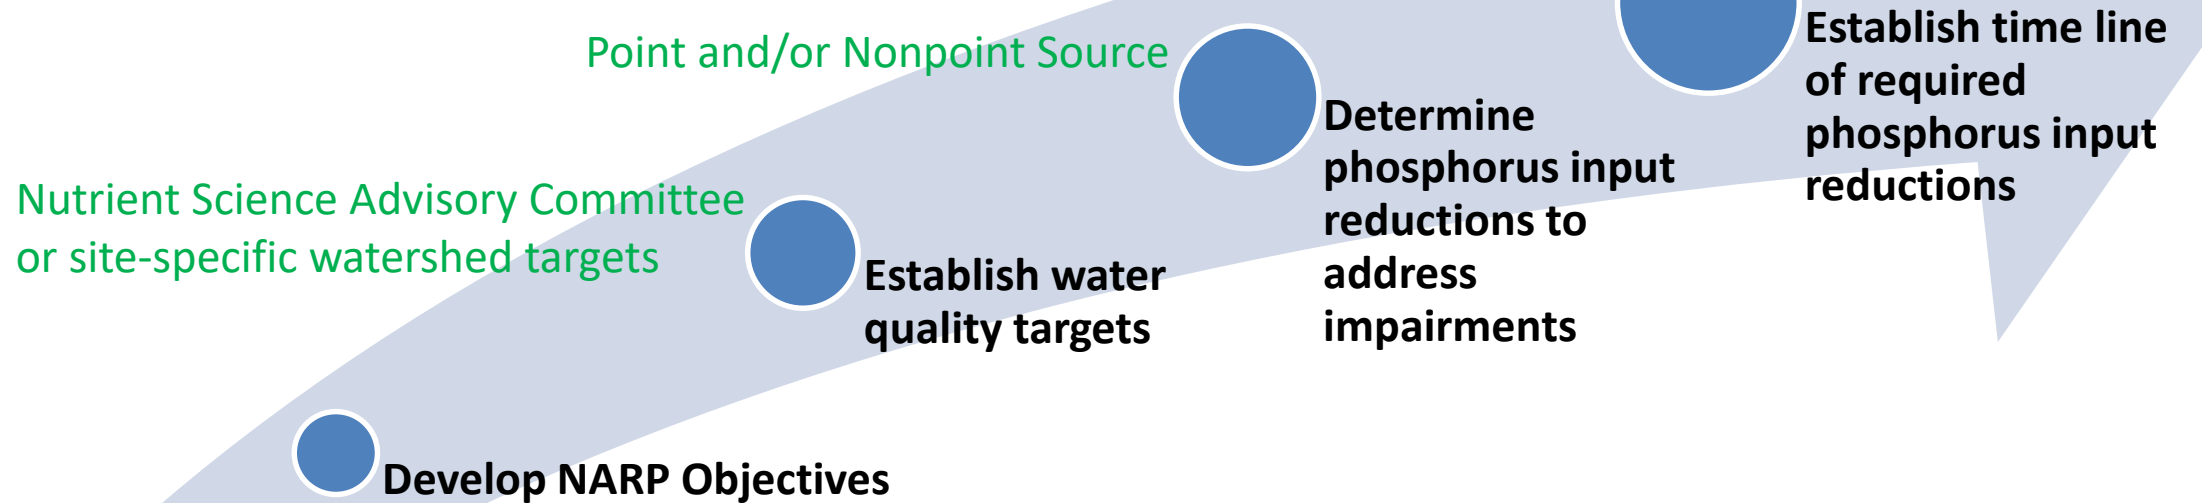 Point and/or Nonpoint Source
Establish time line
of required
phosphorus input
reductions
Determine
phosphorus input
reductions to
address
impairments
Nutrient Science Advisory Committee
or site-specific watershed targets
Establish water
quality targets
Develop NARP Objectives